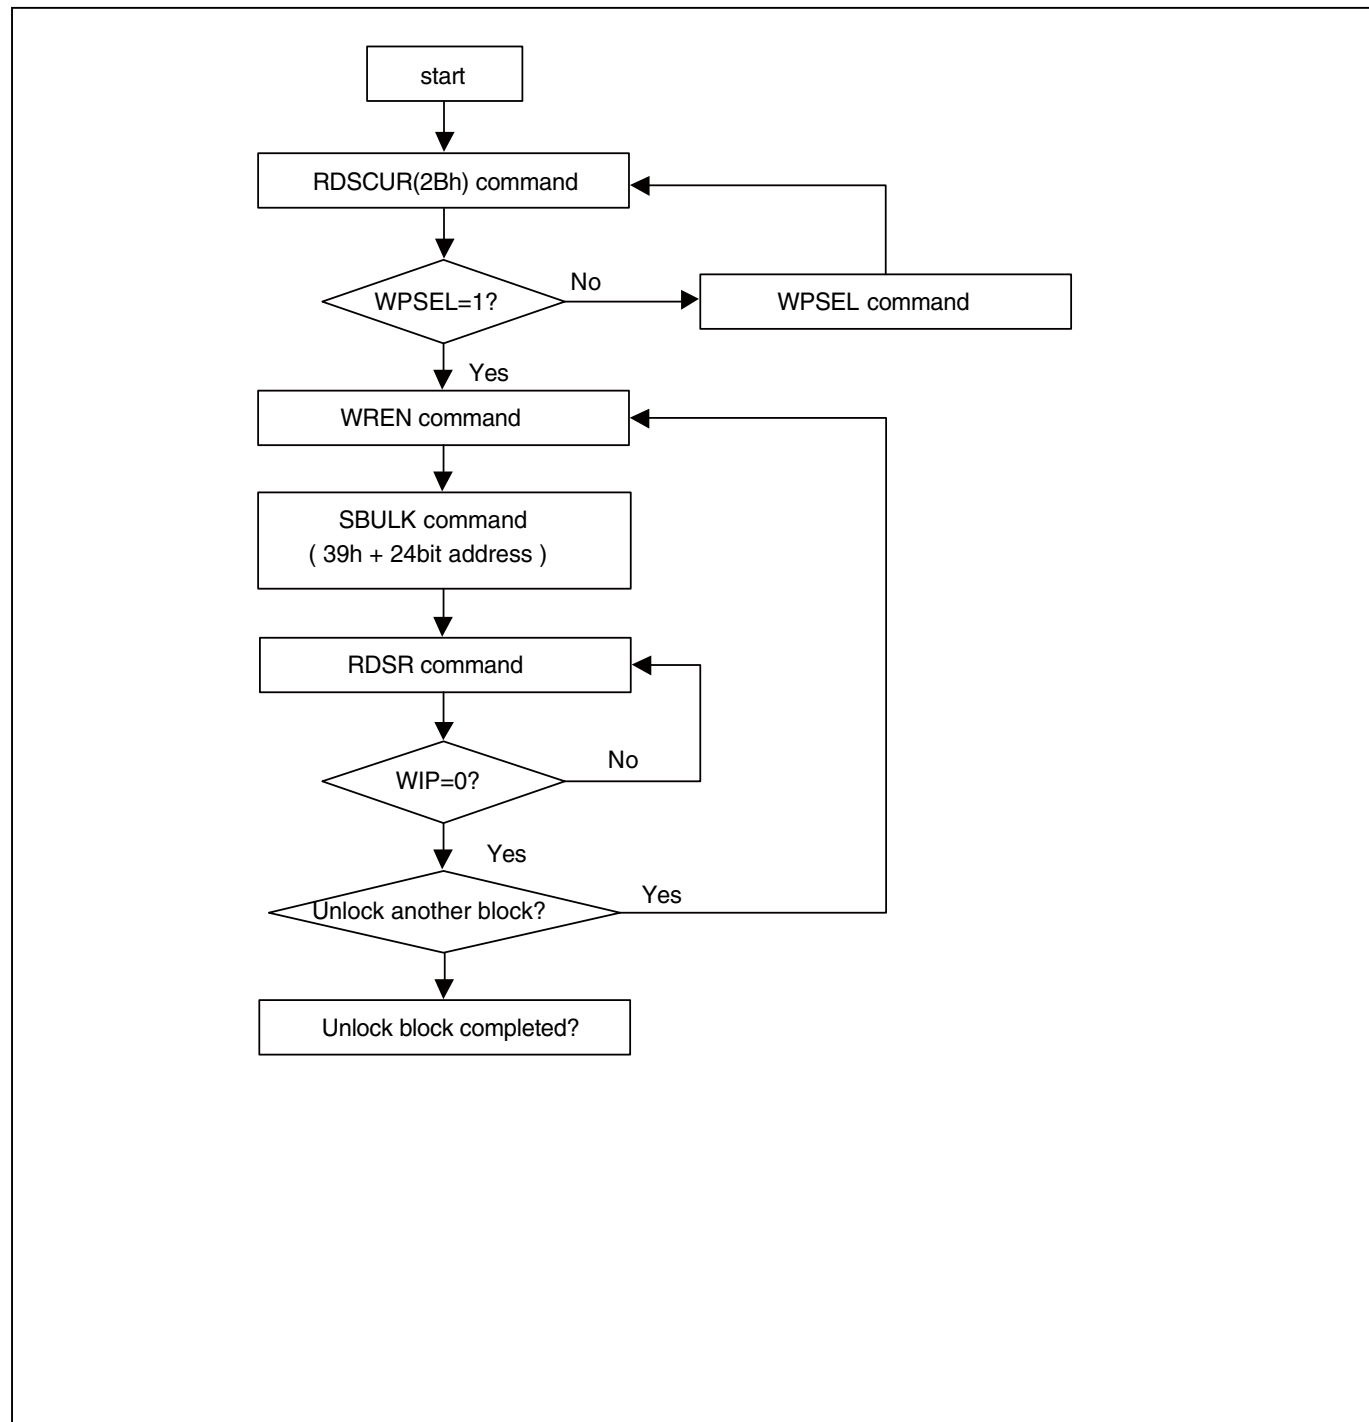 start
RDSCUR(2Bh) command
WPSEL=1?
No
WPSEL command
Yes
WREN command
SBULK command
( 39h + 24bit address )
RDSR command
WIP=0?
No
Yes
Unlock another block?
Yes
Unlock block completed?